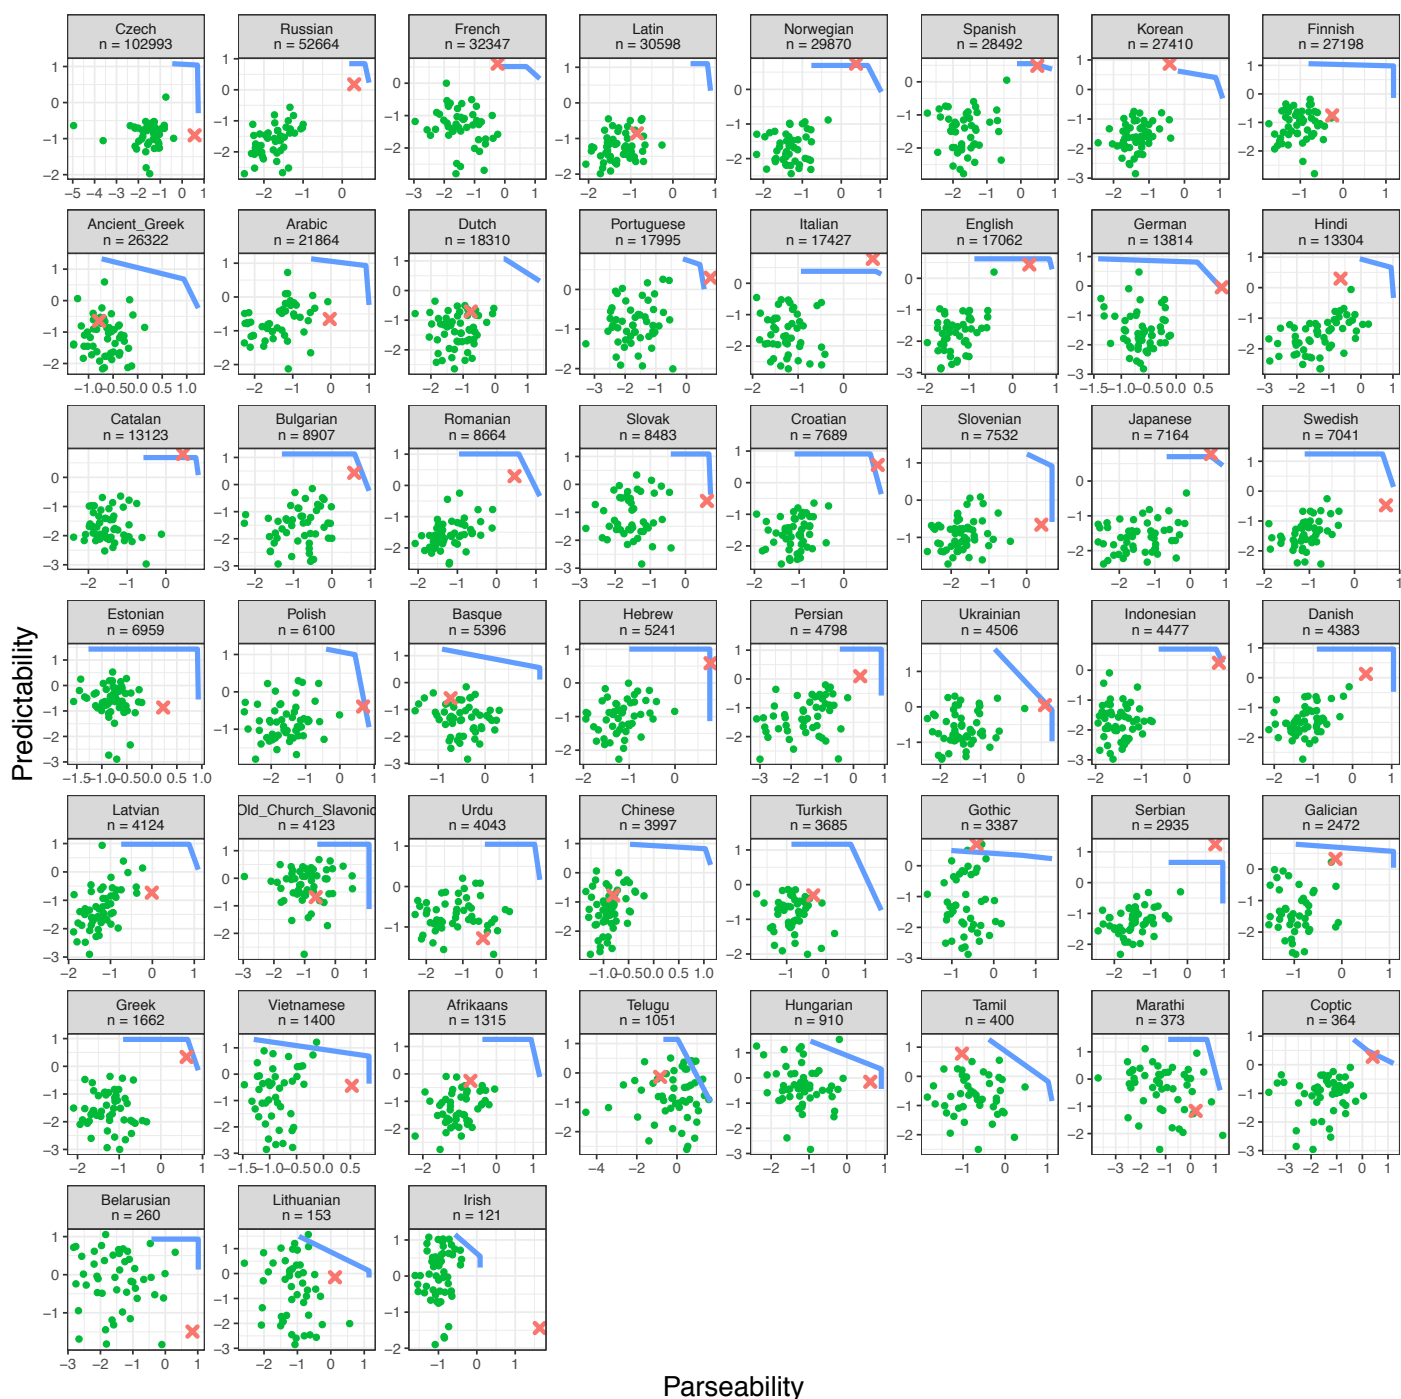 Czech
n = 102993
Russian
n = 52664
French
n = 32347
Latin
n = 30598
Norwegian
n = 29870
Spanish
n = 28492
Korean
n = 27410
Finnish
n = 27198
Ancient_Greek
n = 26322
Arabic
n = 21864
Dutch
n = 18310
Portuguese
n = 17995
Italian
n = 17427
English
n = 17062
German
n = 13814
Hindi
n = 13304
Catalan
n = 13123
Bulgarian
n = 8907
Romanian
n = 8664
Slovak
n = 8483
Croatian
n = 7689
Slovenian
n = 7532
Japanese
n = 7164
Swedish
n = 7041
Estonian
n = 6959
Polish
n = 6100
Basque
n = 5396
Hebrew
n = 5241
Persian
n = 4798
Ukrainian
n = 4506
Indonesian
n = 4477
Danish
n = 4383
Latvian
n = 4124
Old_Church_Slavonic
n = 4123
Urdu
n = 4043
Chinese
n = 3997
Turkish
n = 3685
Gothic
n = 3387
Serbian
n = 2935
Galician
n = 2472
Greek
n = 1662
Vietnamese
n = 1400
Afrikaans
n = 1315
Telugu
n = 1051
Hungarian
n = 910
Tamil
n = 400
Marathi
n = 373
Coptic
n = 364
Belarusian
n = 260
Lithuanian
n = 153
Irish
n = 121
Predictability
Parseability